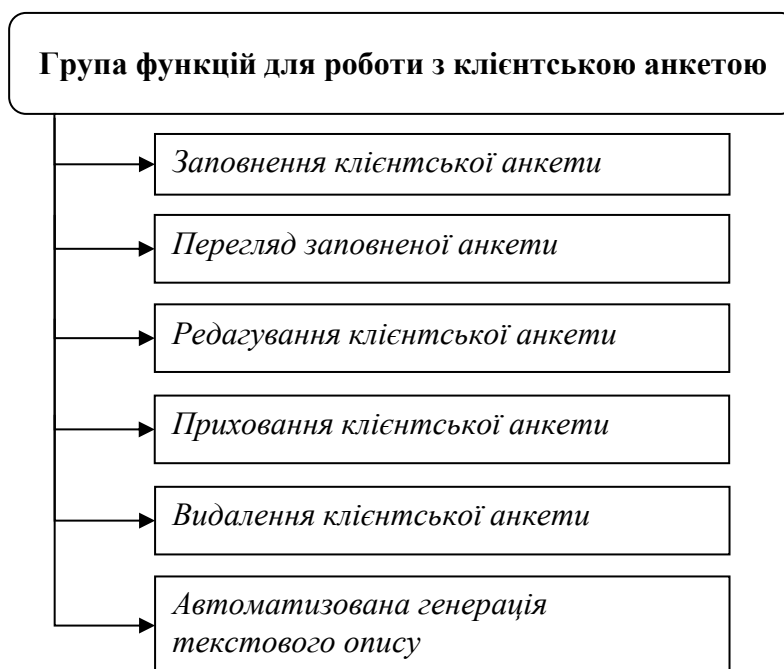 Група функцій для роботи з клієнтською анкетою
Заповнення клієнтської анкети
Перегляд заповненої анкети
Редагування клієнтської анкети
Приховання клієнтської анкети
Видалення клієнтської анкети
Автоматизована генерація
текстового опису